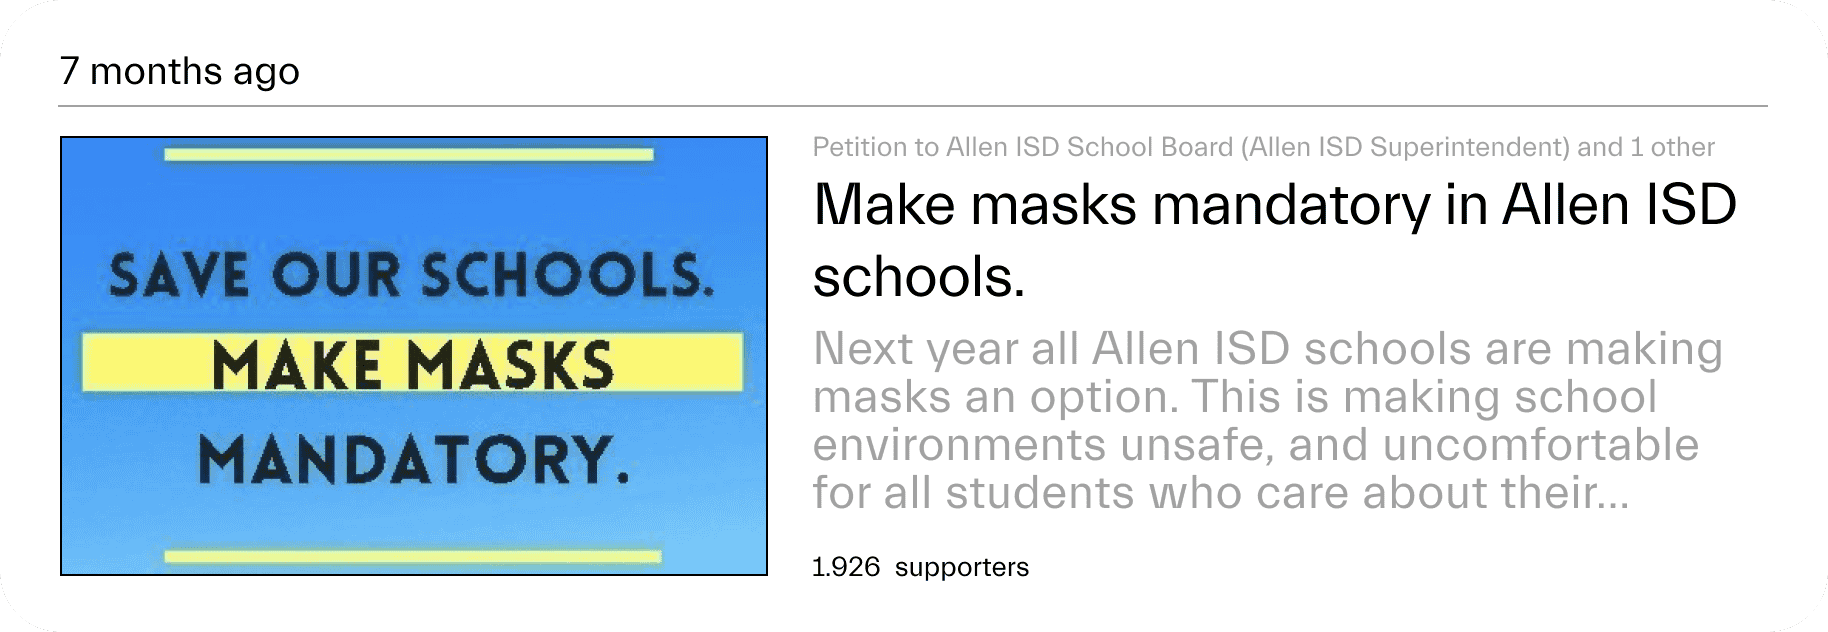 7 months ago
SAVE OUR SCHOOLS.
MAKE MASKS
MANDATORY.
Petition to Allen ISD School Board (Allen ISD Superintendent) and 1 other
Make masks mandatory in Allen ISD
schools.
Next year all Allen ISD schools are making
masks an option. This is making school
environments unsafe, and uncomfortable
for all students who care about their...
1.926 supporters